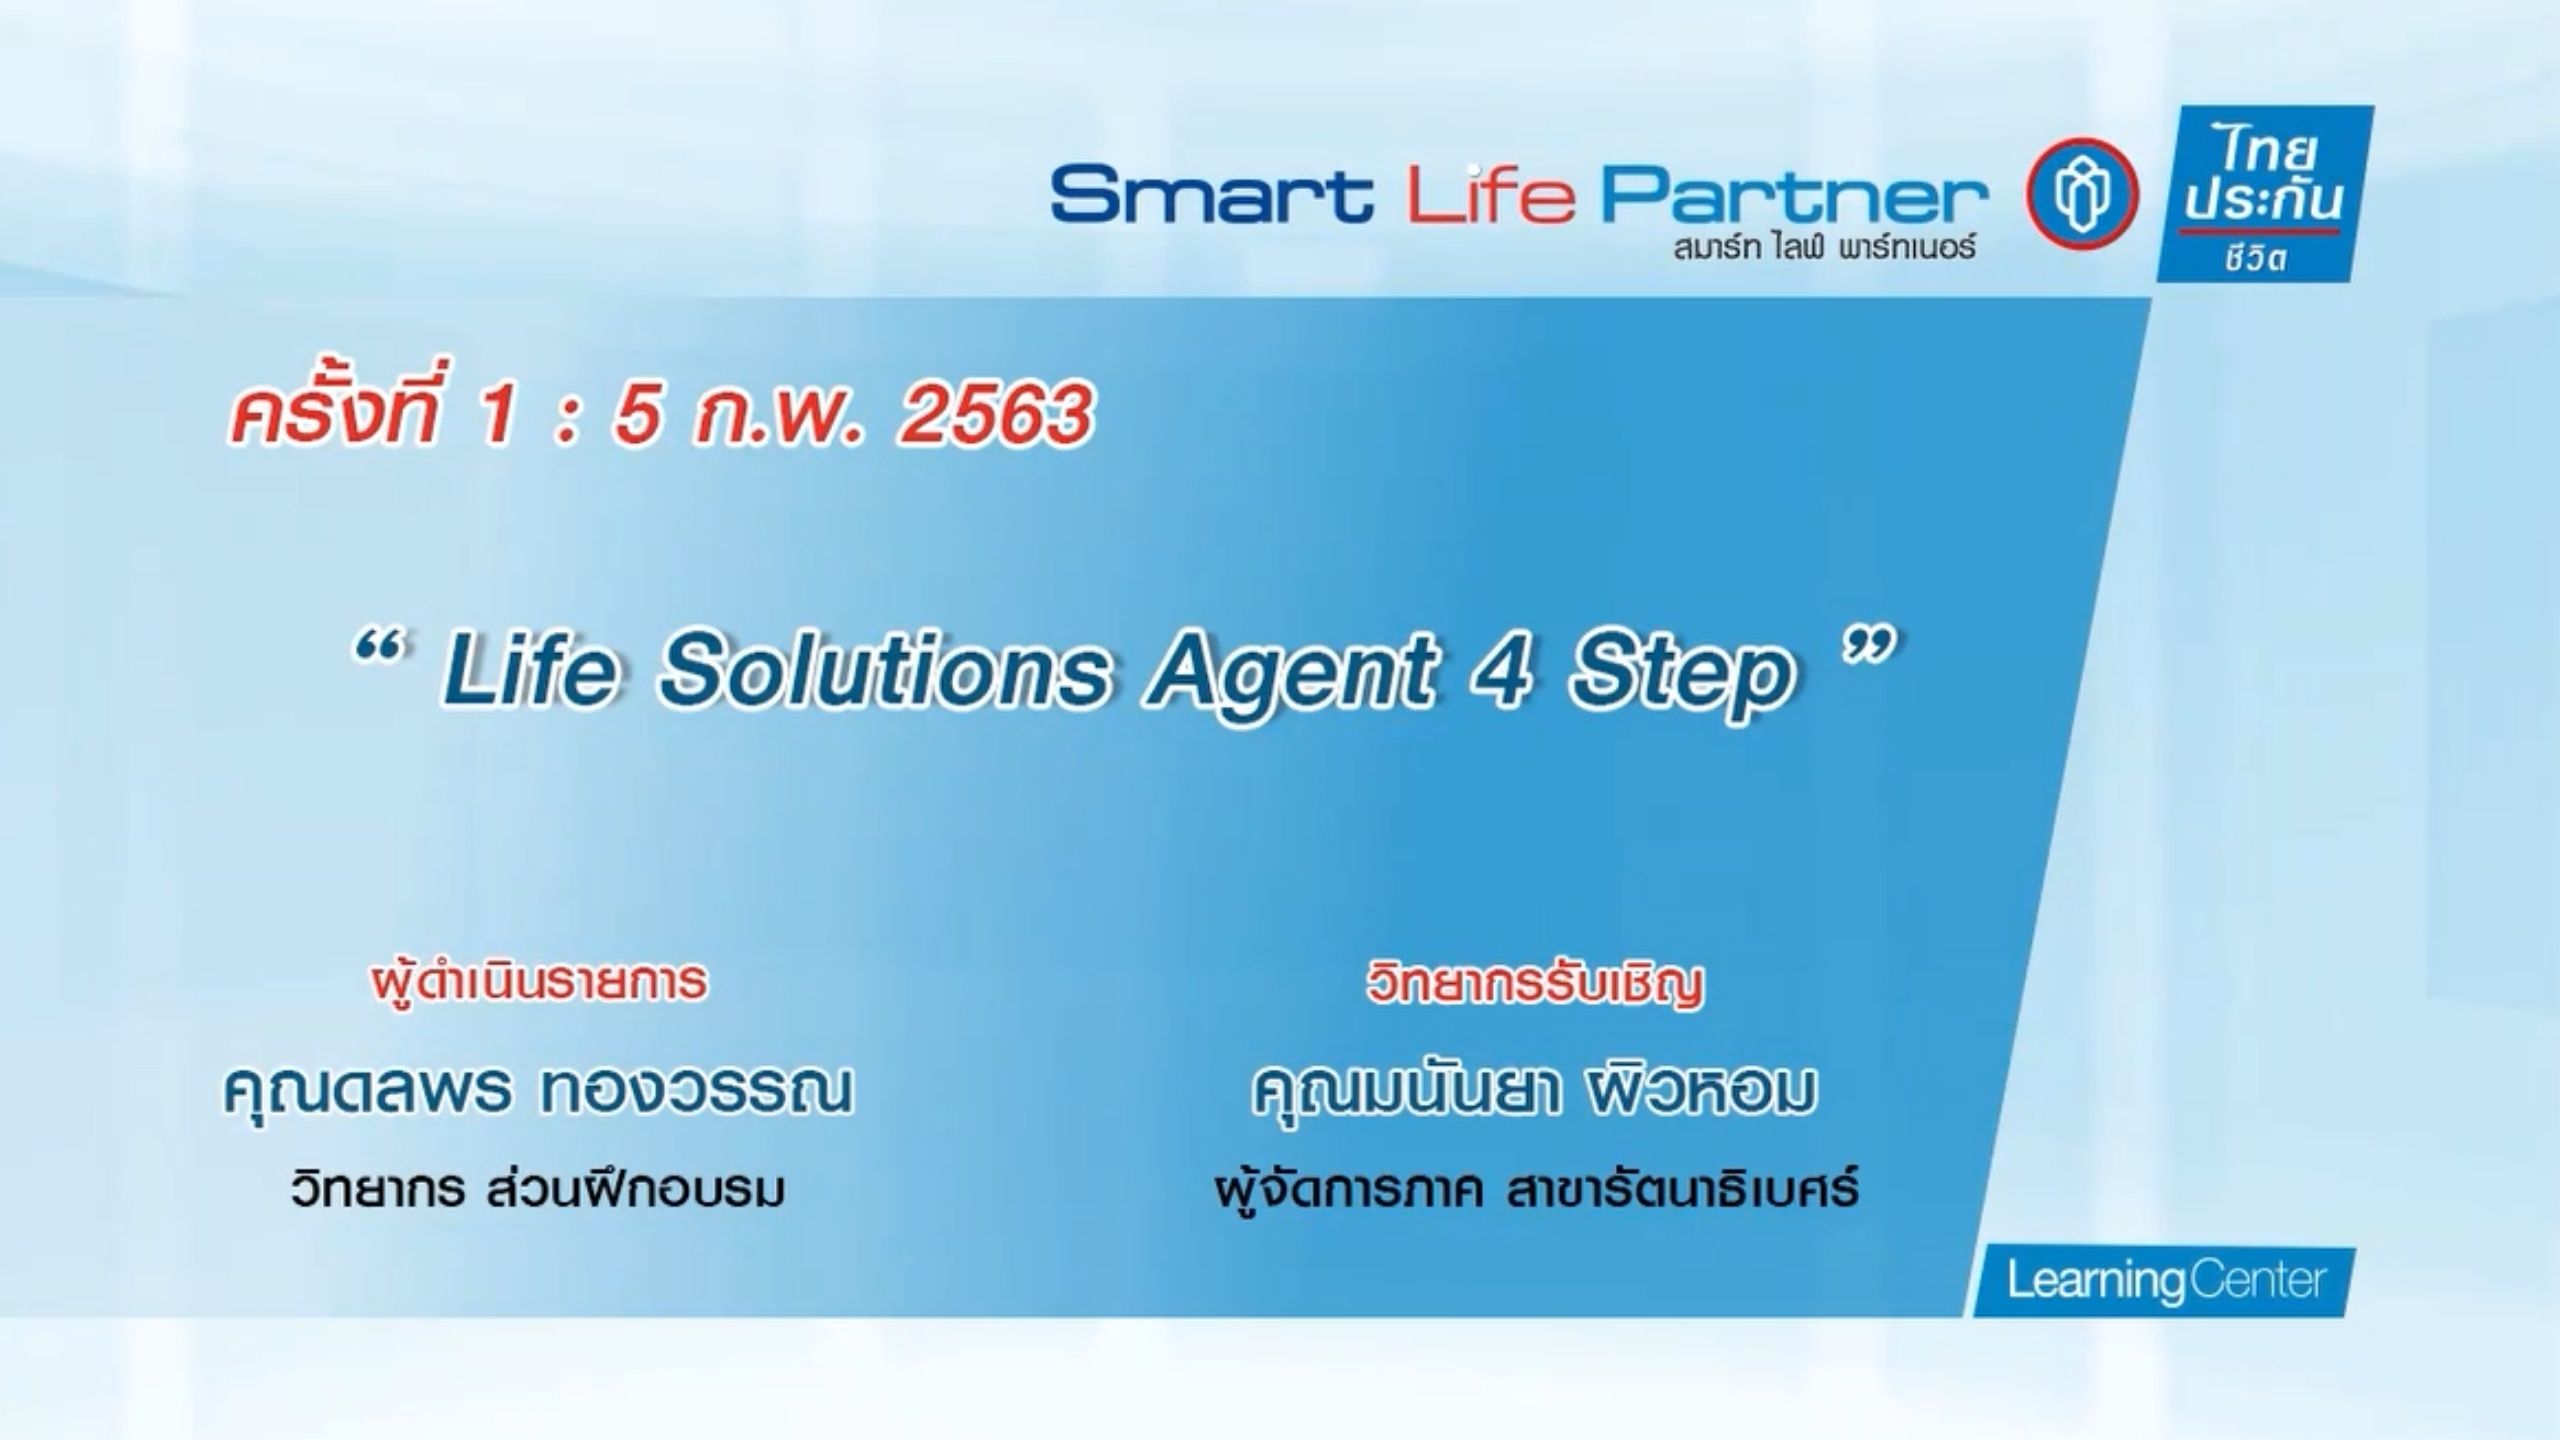 Smart Life Partner
สมาร์ท ไลฟ์ พาร์ทเนอร์
ไทย
ประกัน
ชีวิต
ครั้งที่ 1 : 5 ก.พ. 2563
“ Life Solutions Agent 4 Step ”
ผู้ดำเนินรายการ
คุณดลพร ทองวรรณ
วิทยากร ส่วนฝึกอบรม
วิทยากรรับเชิญ
คุณมนันยา ผิวหอม
ผู้จัดการภาค สาขารัตนาธิเบศร์
LearningCenter